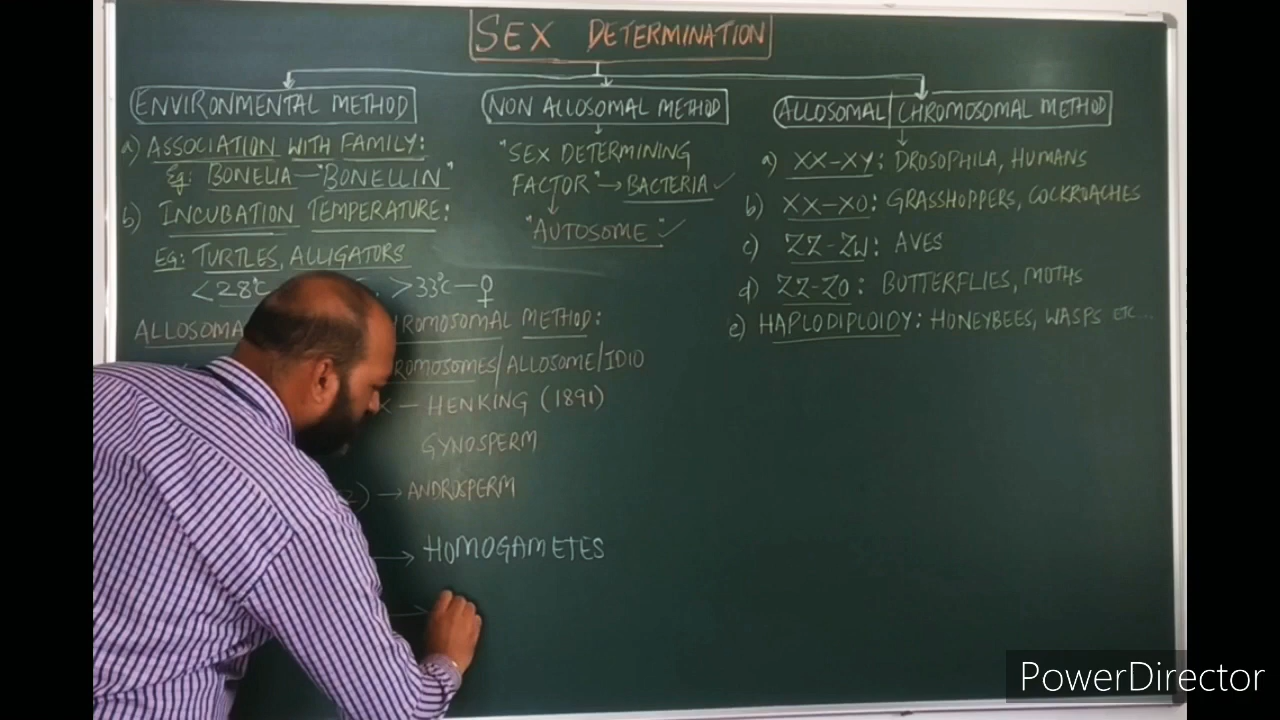 SEX DETERMINATION
ENVIRONMENTAL METHOD
a) ASSOCIATION WITH FAMILY:
Eg: BONELIA — "BONELLIN"
b) INCUBATION TEMPERATURE:
Eg: TURTLES, ALLIGATORS
<28°C >33°C — ♀
NON ALLOSOMAL METHOD
"SEX DETERMINING
FACTOR" → BACTERIA ✓
"AUTOSOME" ✓
ALLOSOMAL | CHROMOSOMAL METHOD
a) XX-XY: DROSOPHILA, HUMANS
b) XX-XO: GRASSHOPPERS, COCKROACHES
c) ZZ-ZW: AVES
d) ZZ-ZO: BUTTERFLIES, MOTHS
e) HAPLODIPLOIDY: HONEYBEES, WASPS ETC...
ALLOSOMA ROMOSOMAL METHOD:
ROMOSOMES/ALLOSOME/IDIO
X — HENKING (1891)
GYNOSPERM
) → ANDROSPERM
→ HOMOGAMETES
→
PowerDirector